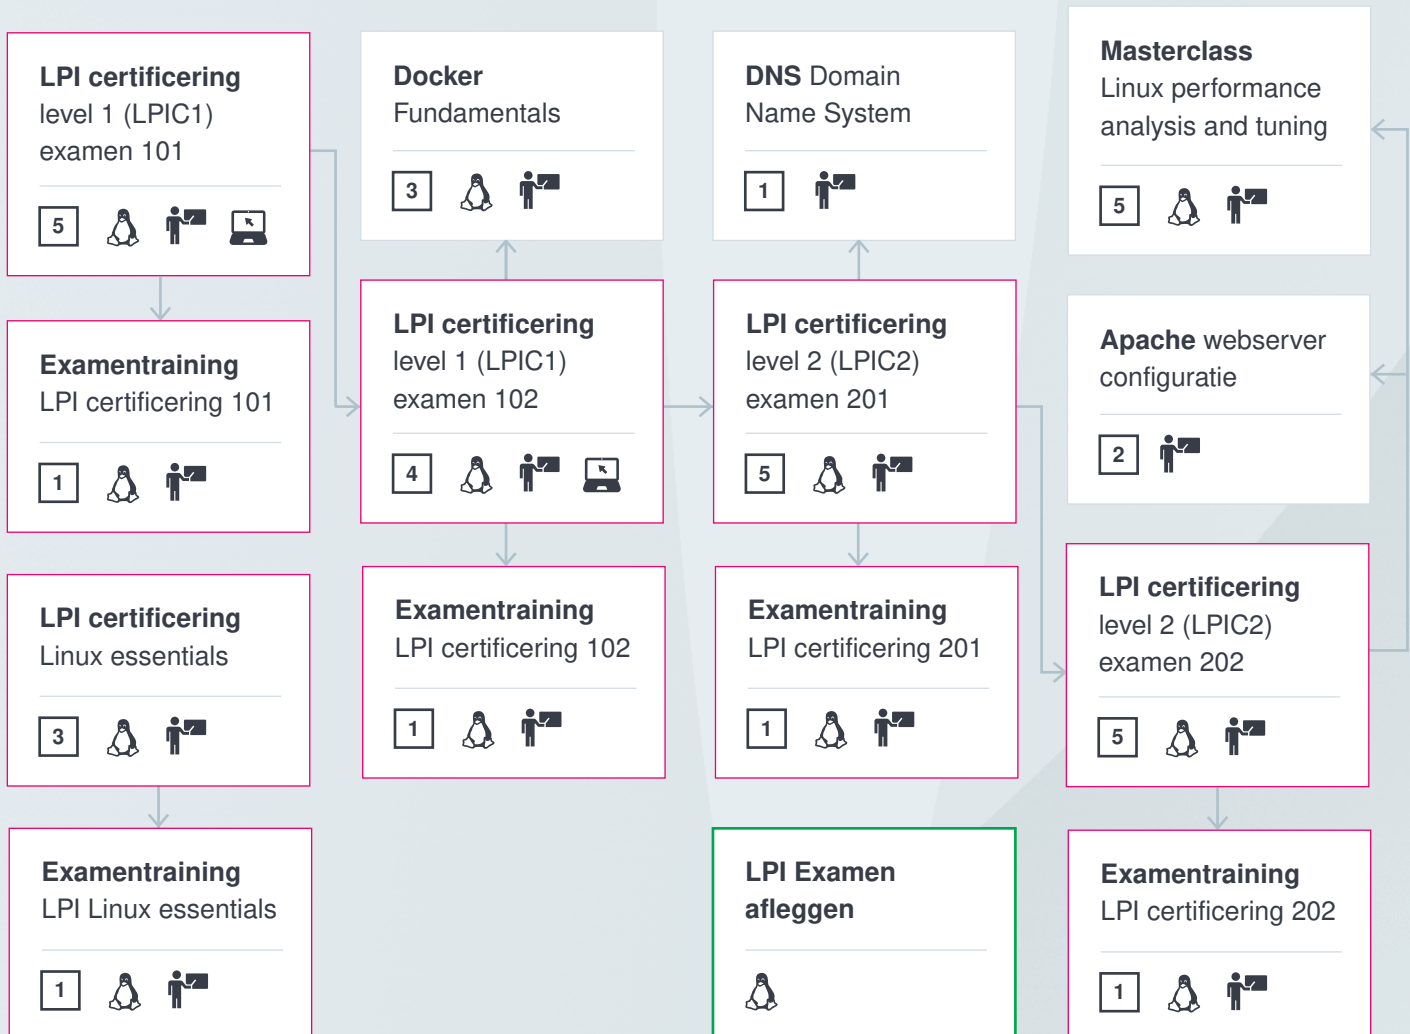 LPI certificering
level 1 (LPIC1)
examen 101
5
Examentraining
LPI certificering 101
1
LPI certificering
Linux essentials
3
Examentraining
LPI Linux essentials
1
Docker
Fundamentals
3
LPI certificering
level 1 (LPIC1)
examen 102
4
Examentraining
LPI certificering 102
1
DNS Domain
Name System
1
LPI certificering
level 2 (LPIC2)
examen 201
5
Examentraining
LPI certificering 201
1
LPI Examen
afleggen
Masterclass
Linux performance
analysis and tuning
5
Apache webserver
configuratie
2
LPI certificering
level 2 (LPIC2)
examen 202
5
Examentraining
LPI certificering 202
1